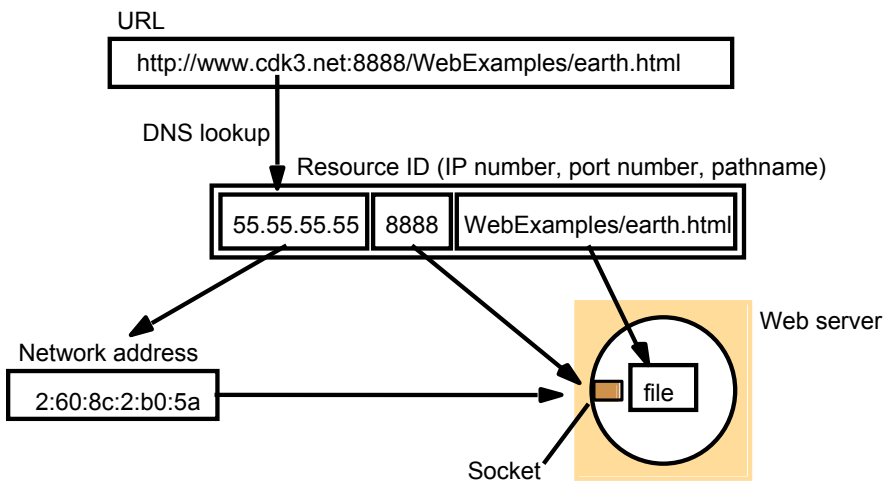 URL
http://www.cdk3.net:8888/WebExamples/earth.html
DNS lookup
Resource ID (IP number, port number, pathname)
55.55.55.55
8888
WebExamples/earth.html
Web server
Network address
2:60:8c:2:b0:5a
file
Socket